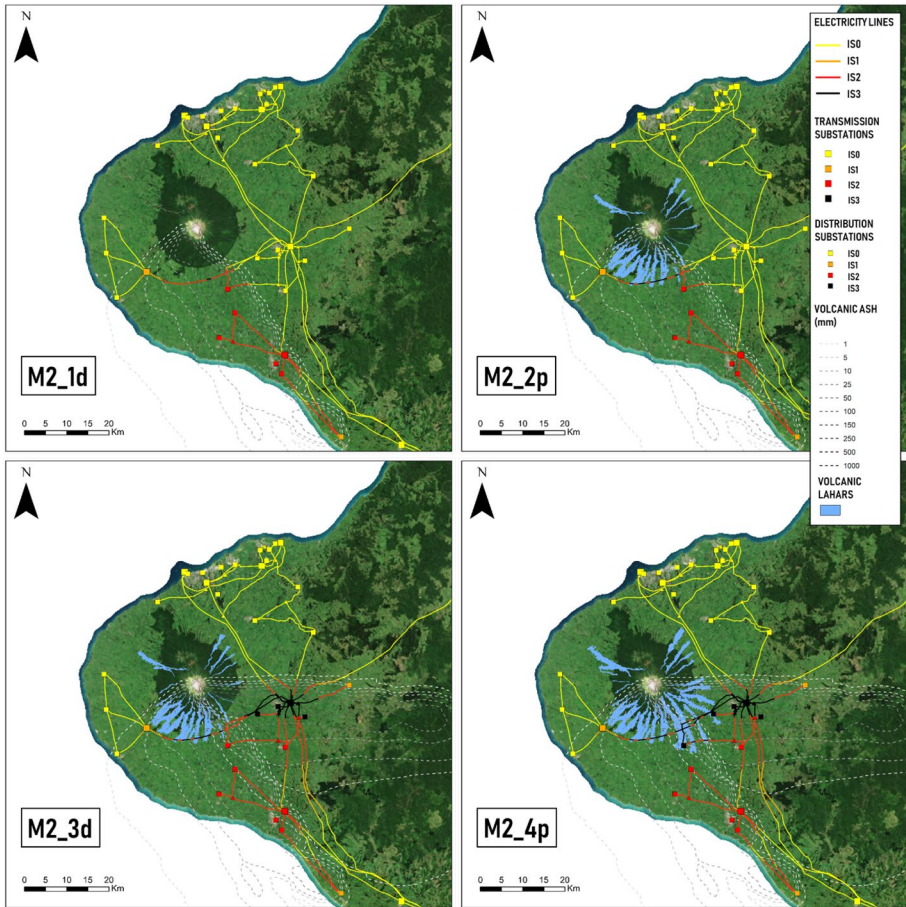 N
M2_1d
0 5 10 15 20
Km
N
M2_2p
0 5 10 15 20
Km
ELECTRICITY LINES
IS0
IS1
IS2
IS3
TRANSMISSION
SUBSTATIONS
IS0
IS1
IS2
IS3
DISTRIBUTION
SUBSTATIONS
IS0
IS1
IS2
IS3
VOLCANIC ASH
(mm)
1
5
10
25
50
100
150
250
500
1000
VOLCANIC
LAHARS
N
M2_3d
0 5 10 15 20
Km
N
M2_4p
0 5 10 15 20
Km